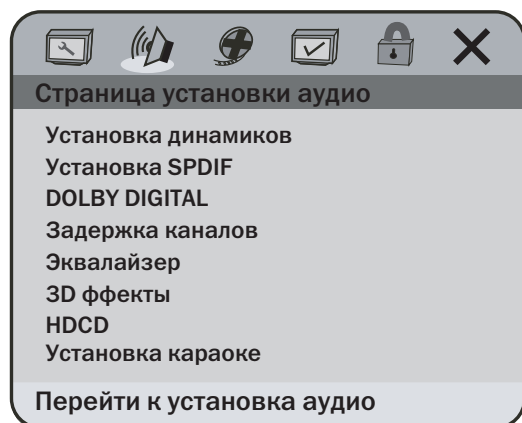 Страница установки аудио
Установка динамиков
Установка SPDIF
DOLBY DIGITAL
Задержка каналов
Эквалайзер
3D ффекты
HDCD
Установка караоке
Перейти к установка аудио